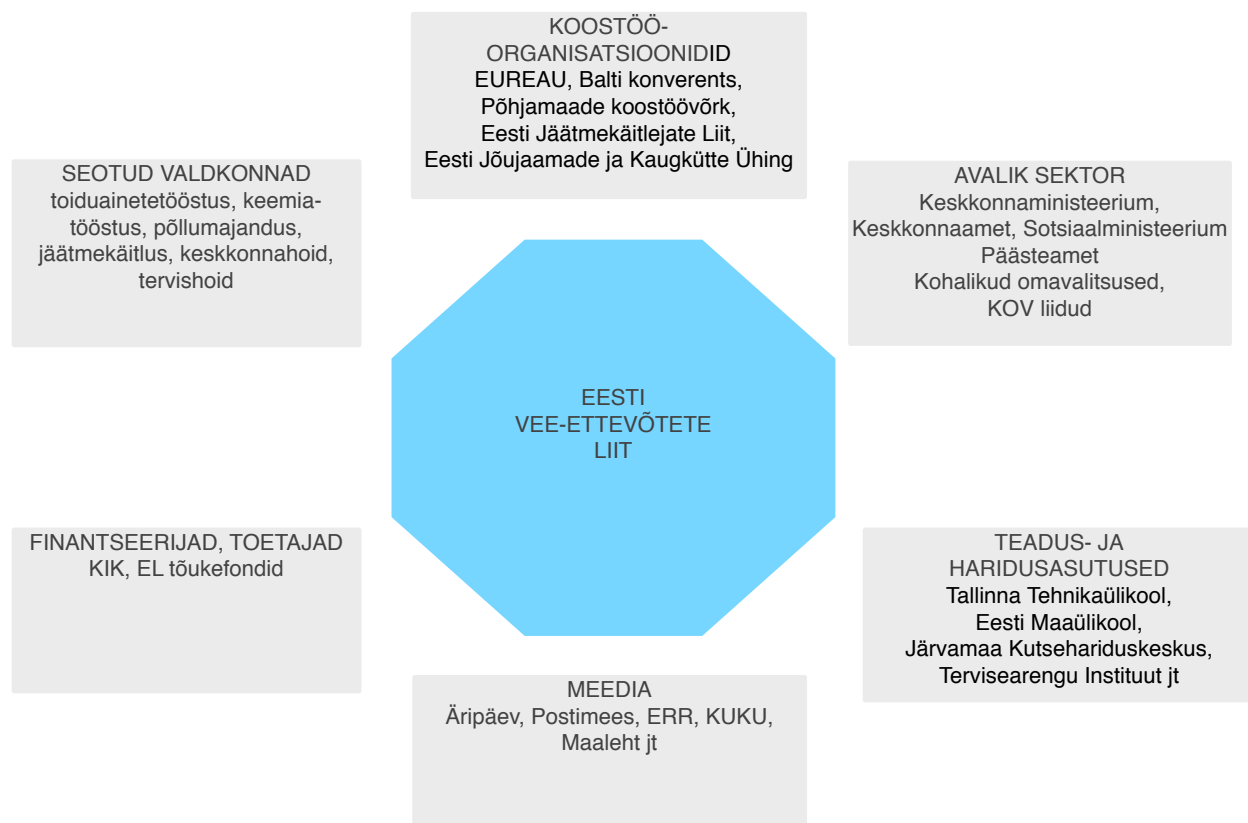 KOOSTÖÖ-
ORGANISATSIOONIDID
EUREAU, Balti konverents,
Põhjamaade koostöövõrk,
Eesti Jäätmekäitlejate Liit,
Eesti Jõujaamade ja Kaugkütte Ühing
SEOTUD VALDKONNAD
toiduainetetööstus, keemia-
tööstus, põllumajandus,
jäätmekäitlus, keskkonnahoid,
tervishoid
AVALIK SEKTOR
Keskkonnaministeerium,
Keskkonnaamet, Sotsiaalministeerium
Päästeamet
Kohalikud omavalitsused,
KOV liidud
EESTI
VEE-ETTEVÕTETE
LIIT
FINANTSEERIJAD, TOETAJAD
KIK, EL tõukefondid
TEADUS- JA
HARIDUSASUTUSED
Tallinna Tehnikaülikool,
Eesti Maaülikool,
Järvamaa Kutsehariduskeskus,
Tervisearengu Instituut jt
MEEDIA
Äripäev, Postimees, ERR, KUKU,
Maaleht jt